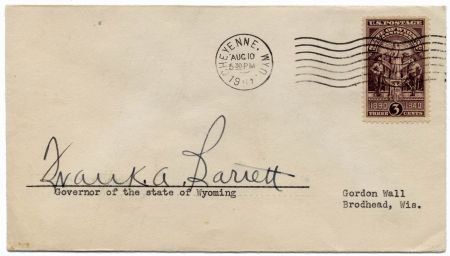 CHEYENNE, WYO.
AUG 10
5:30 PM
U.S. POSTAGE
1890 3 1940
THREE CENTS
Frank A. Barrett
Governor of the state of Wyoming
Gordon Wall
Brodhead, Wis.